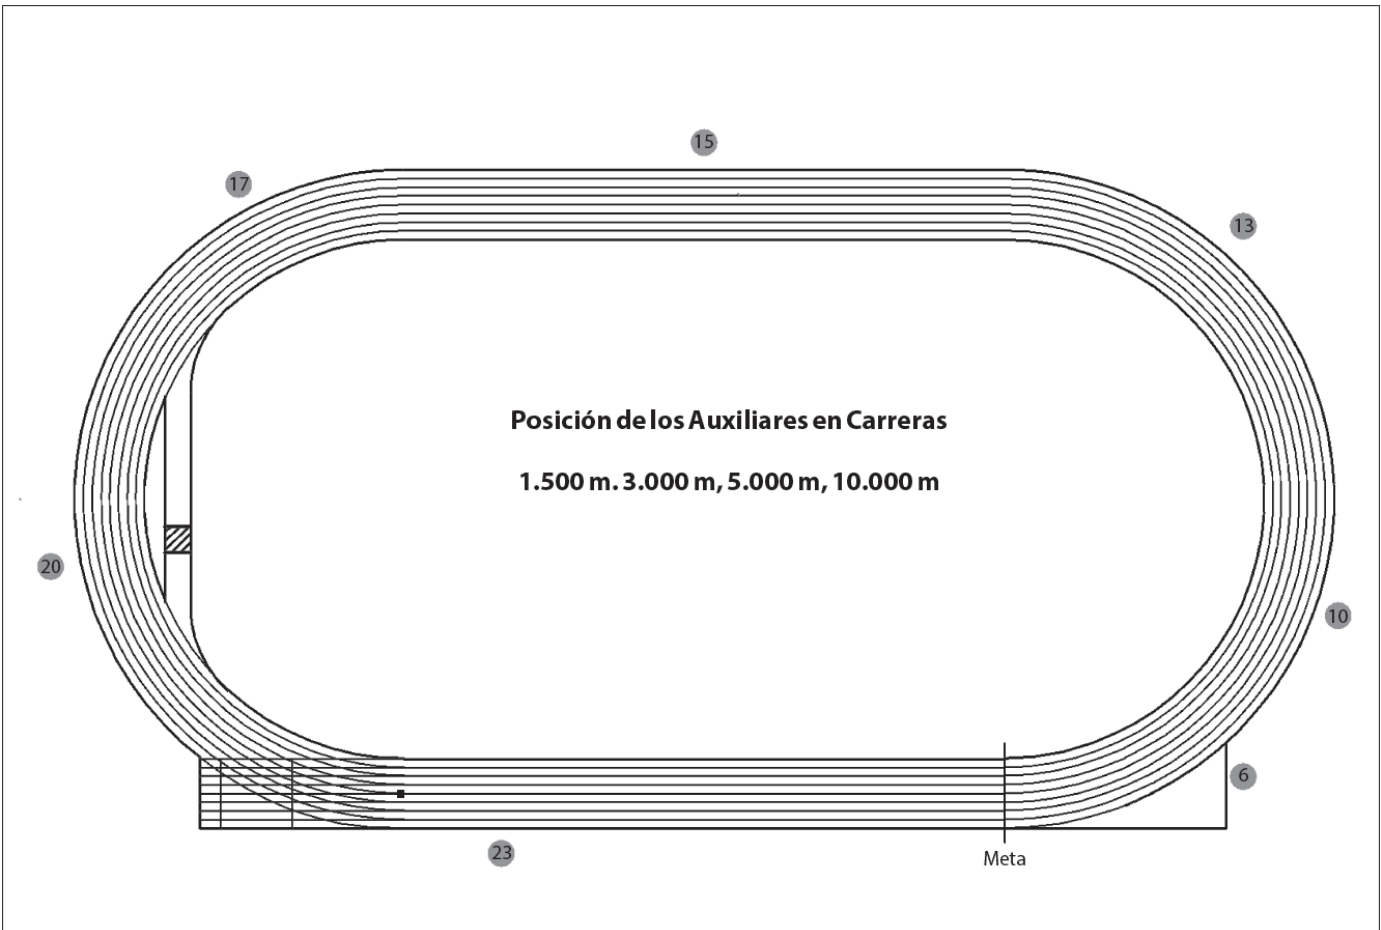 15
17
13
Posición de los Auxiliares en Carreras
1.500 m. 3.000 m, 5.000 m, 10.000 m
20
10
6
23
Meta